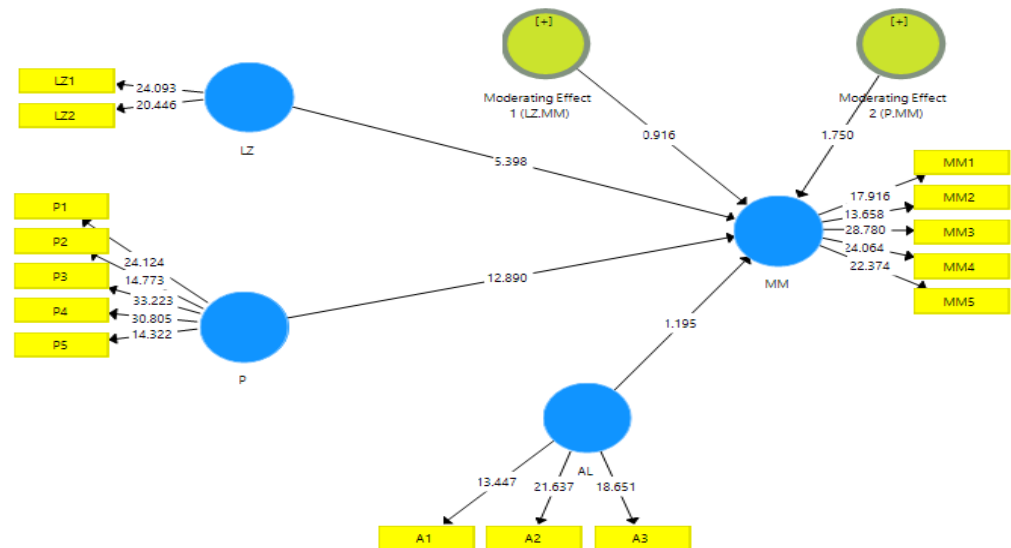 [+]
[+]
Moderating Effect
1 (LZ.MM)
Moderating Effect
2 (P.MM)
LZ1
LZ2
24.093
20.446
LZ
0.916
1.750
5.398
P1
P2
P3
P4
P5
24.124
14.773
33.223
30.805
14.322
P
12.890
MM1
MM2
MM3
MM4
MM5
17.916
13.658
28.780
24.064
22.374
MM
1.195
AL
13.447
21.637
18.651
A1
A2
A3